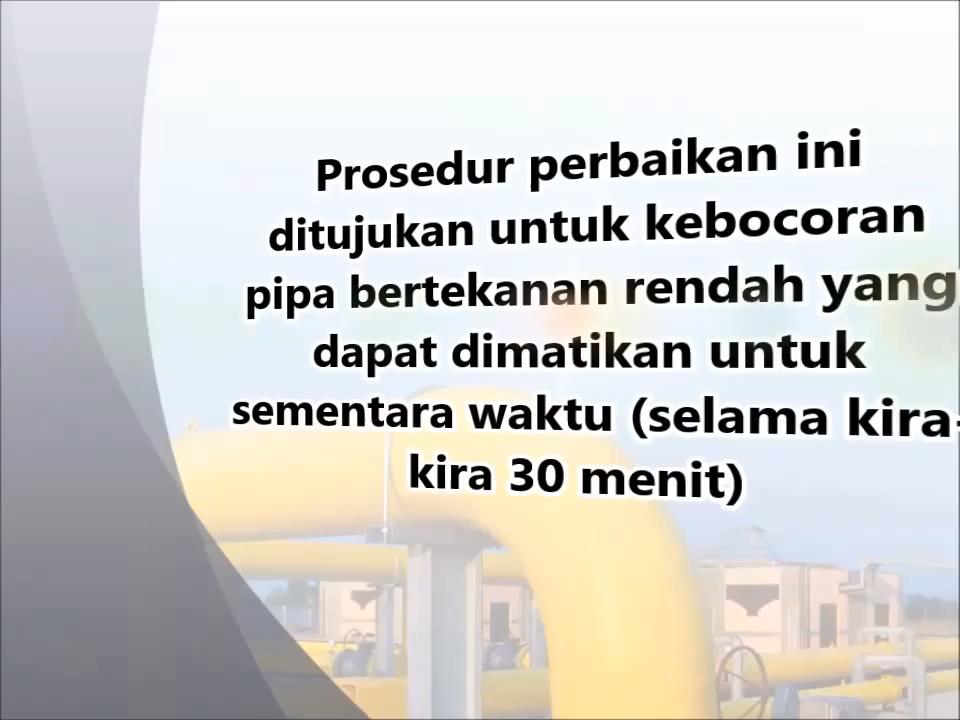 Prosedur perbaikan ini
ditujukan untuk kebocoran
pipa bertekanan rendah yang
dapat dimatikan untuk
sementara waktu (selama kira-
kira 30 menit)